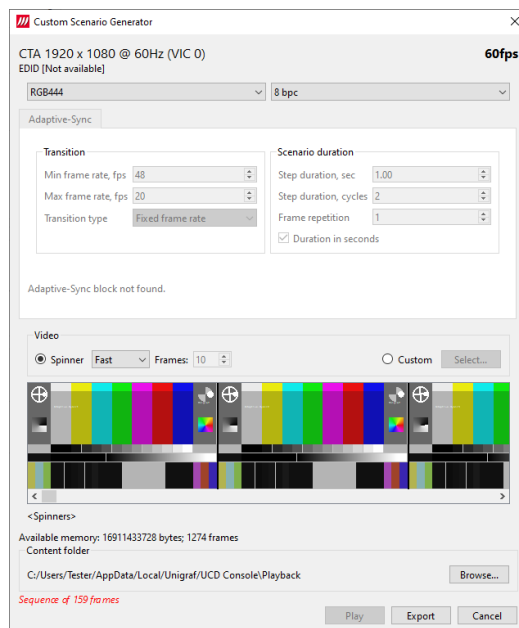 Custom Scenario Generator
CTA 1920 x 1080 @ 60Hz (VIC 0)
60fps
EDID [Not available]
RGB444
8 bpc
Adaptive-Sync
Transition
Scenario duration
Min frame rate, fps 48
Step duration, sec 1.00
Max frame rate, fps 20
Step duration, cycles 2
Transition type Fixed frame rate
Frame repetition 1
Duration in seconds
Adaptive-Sync block not found.
Video
Spinner Fast Frames: 10 Custom Select...
<Spinners>
Available memory: 16911433728 bytes; 1274 frames
Content folder
C:/Users/Tester/AppData/Local/Unigraf/UCD Console\Playback Browse...
Sequence of 159 frames
Play Export Cancel